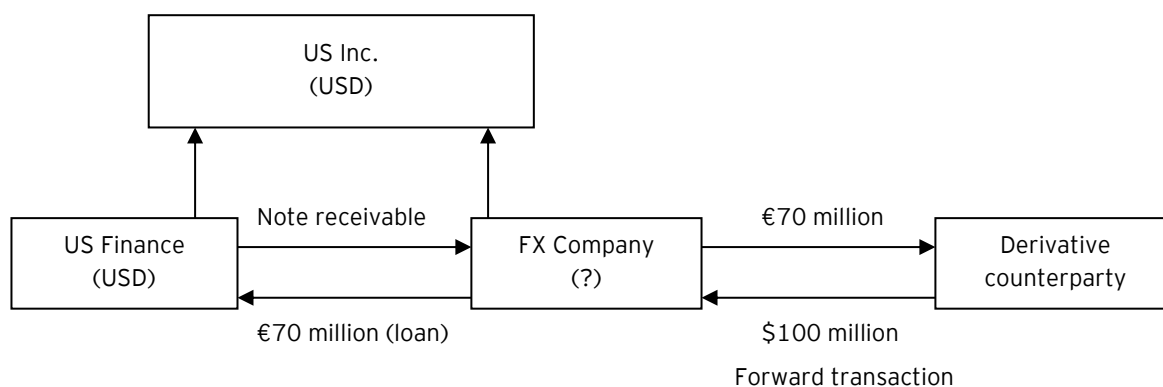 US Inc.
(USD)
Note receivable
€70 million
US Finance
(USD)
FX Company
(?)
Derivative
counterparty
€70 million (loan)
$100 million
Forward transaction